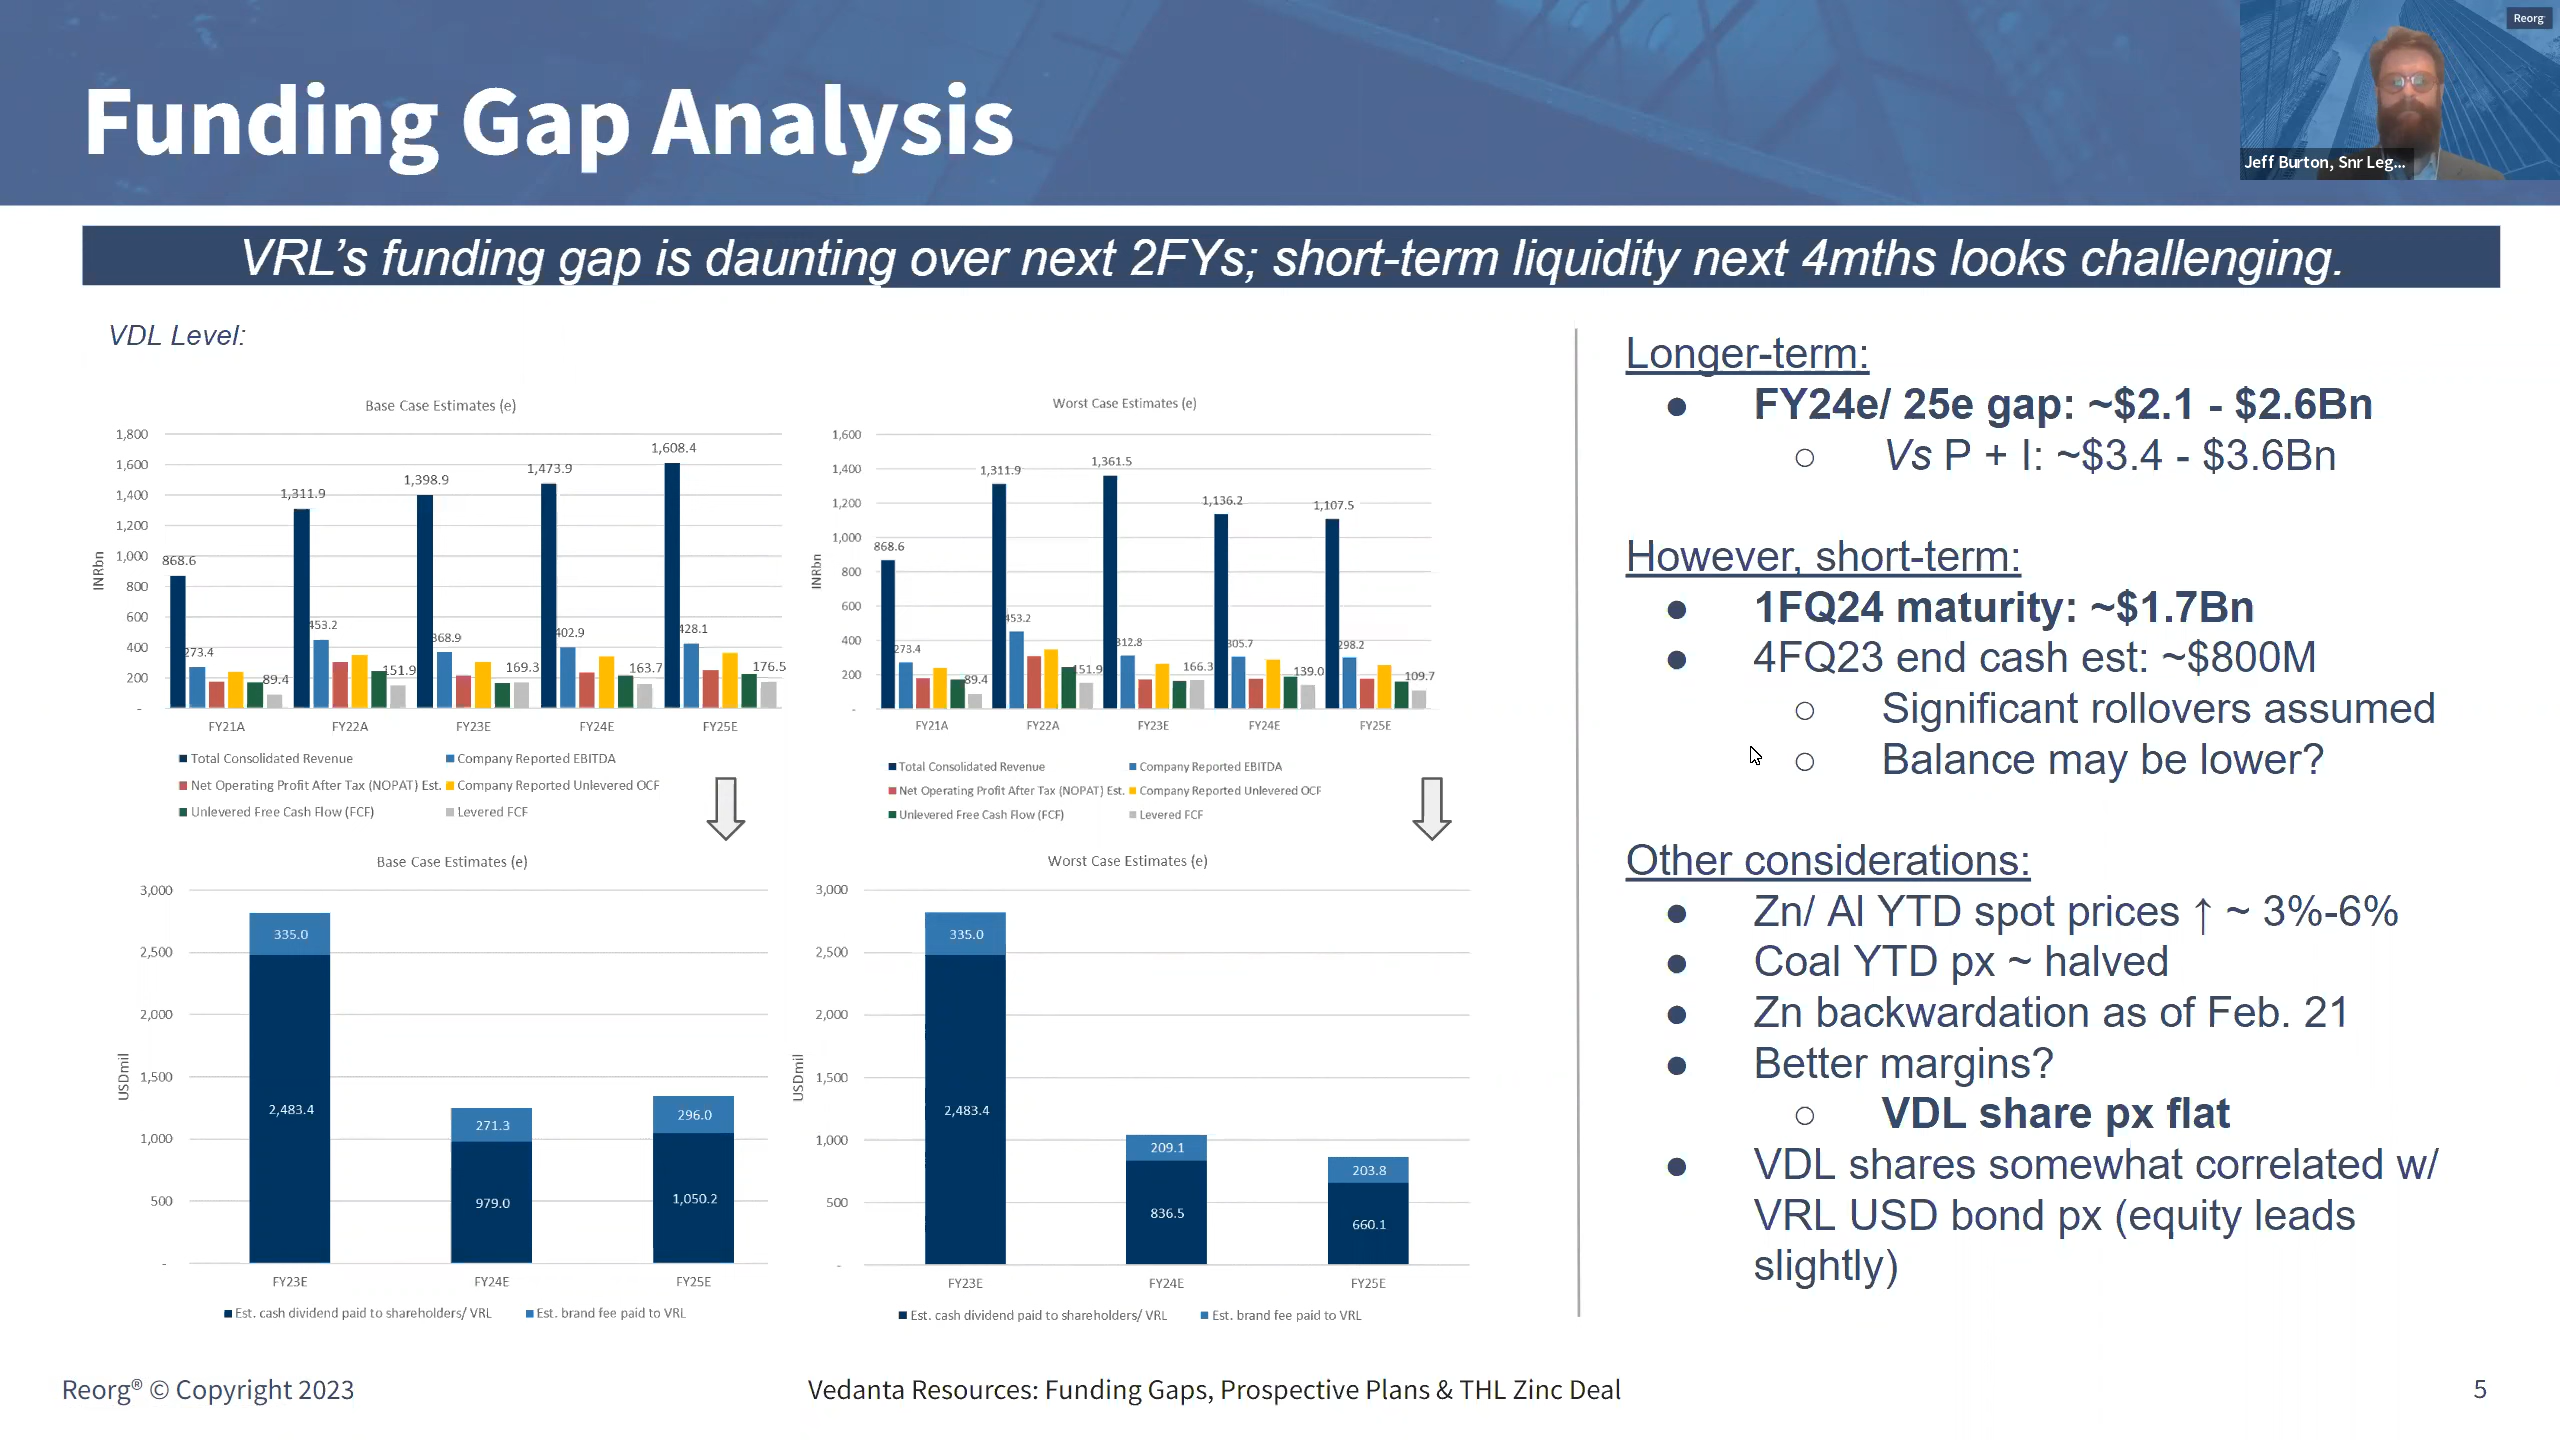 Reorg
Funding Gap Analysis
Jeff Burton, Snr Leg...
VRL's funding gap is daunting over next 2FYs; short-term liquidity next 4mths looks challenging.
VDL Level:
Base Case Estimates (e)
INRbn
1,800
1,600
1,400
1,200
1,000
800
600
400
200
-
868.6
273.4
89.4
1,311.9
453.2
151.9
1,398.9
368.9
169.3
1,473.9
402.9
163.7
1,608.4
428.1
176.5
FY21A
FY22A
FY23E
FY24E
FY25E
Total Consolidated Revenue
Company Reported EBITDA
Net Operating Profit After Tax (NOPAT) Est.
Company Reported Unlevered OCF
Unlevered Free Cash Flow (FCF)
Levered FCF
Worst Case Estimates (e)
INRbn
1,600
1,400
1,200
1,000
800
600
400
200
-
868.6
273.4
89.4
1,311.9
453.2
151.9
1,361.5
312.8
166.3
1,136.2
305.7
139.0
1,107.5
298.2
109.7
FY21A
FY22A
FY23E
FY24E
FY25E
Total Consolidated Revenue
Company Reported EBITDA
Net Operating Profit After Tax (NOPAT) Est.
Company Reported Unlevered OCF
Unlevered Free Cash Flow (FCF)
Levered FCF
Base Case Estimates (e)
USDmil
3,000
2,500
2,000
1,500
1,000
500
-
335.0
2,483.4
271.3
979.0
296.0
1,050.2
FY23E
FY24E
FY25E
Est. cash dividend paid to shareholders/ VRL
Est. brand fee paid to VRL
Worst Case Estimates (e)
USDmil
3,000
2,500
2,000
1,500
1,000
500
-
335.0
2,483.4
209.1
836.5
203.8
660.1
FY23E
FY24E
FY25E
Est. cash dividend paid to shareholders/ VRL
Est. brand fee paid to VRL
Longer-term:
● FY24e/ 25e gap: ~$2.1 - $2.6Bn
○ Vs P + I: ~$3.4 - $3.6Bn
However, short-term:
● 1FQ24 maturity: ~$1.7Bn
● 4FQ23 end cash est: ~$800M
○ Significant rollovers assumed
○ Balance may be lower?
Other considerations:
● Zn/ Al YTD spot prices ↑ ~ 3%-6%
● Coal YTD px ~ halved
● Zn backwardation as of Feb. 21
● Better margins?
○ VDL share px flat
● VDL shares somewhat correlated w/
VRL USD bond px (equity leads
slightly)
Reorg® © Copyright 2023
Vedanta Resources: Funding Gaps, Prospective Plans & THL Zinc Deal
5